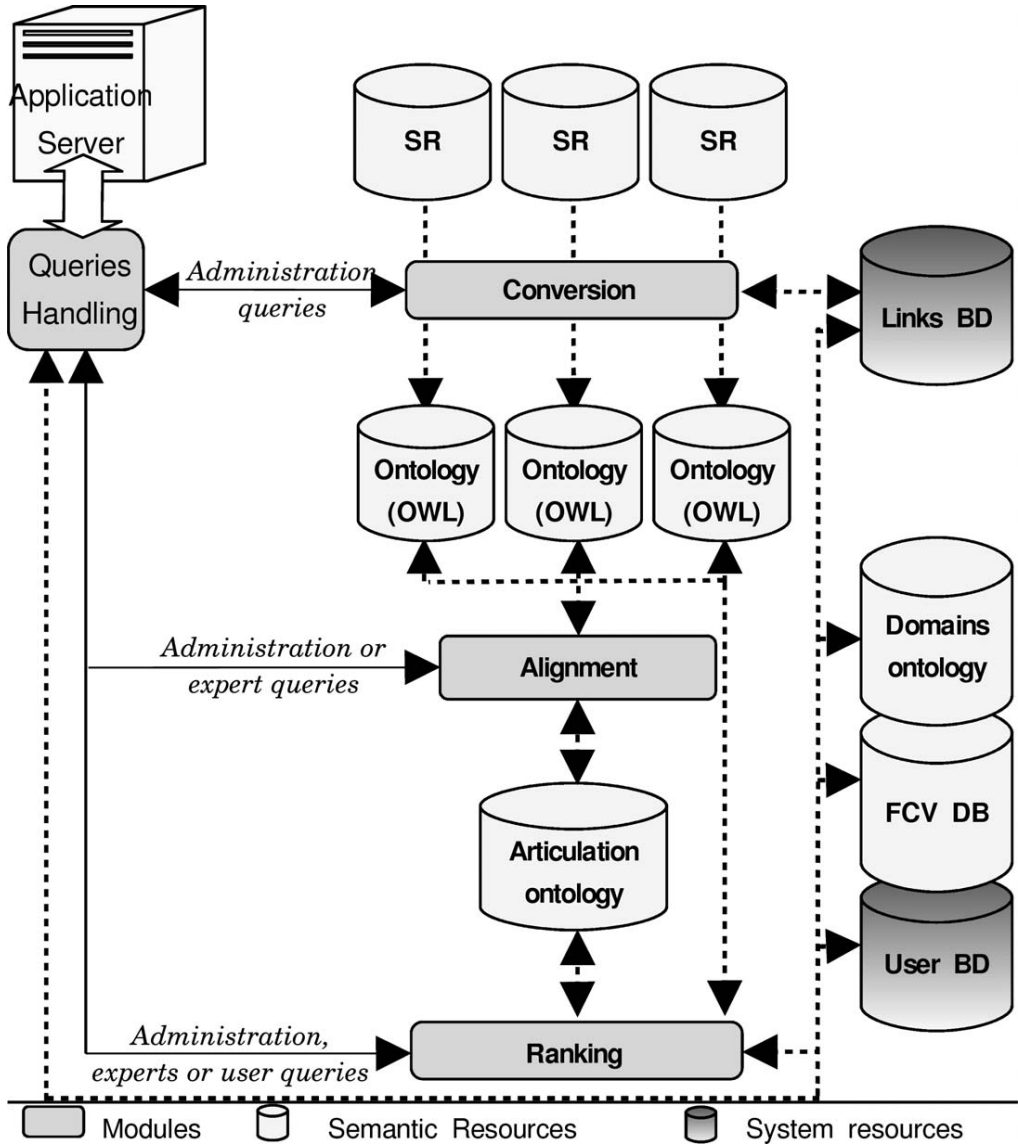 Application
Server
SR
SR
SR
Queries
Handling
Administration
queries
Conversion
Links BD
Ontology
(OWL)
Ontology
(OWL)
Ontology
(OWL)
Domains
ontology
Administration or
expert queries
Alignment
FCV DB
Articulation
ontology
User BD
Administration,
experts or user queries
Ranking
Modules
Semantic Resources
System resources